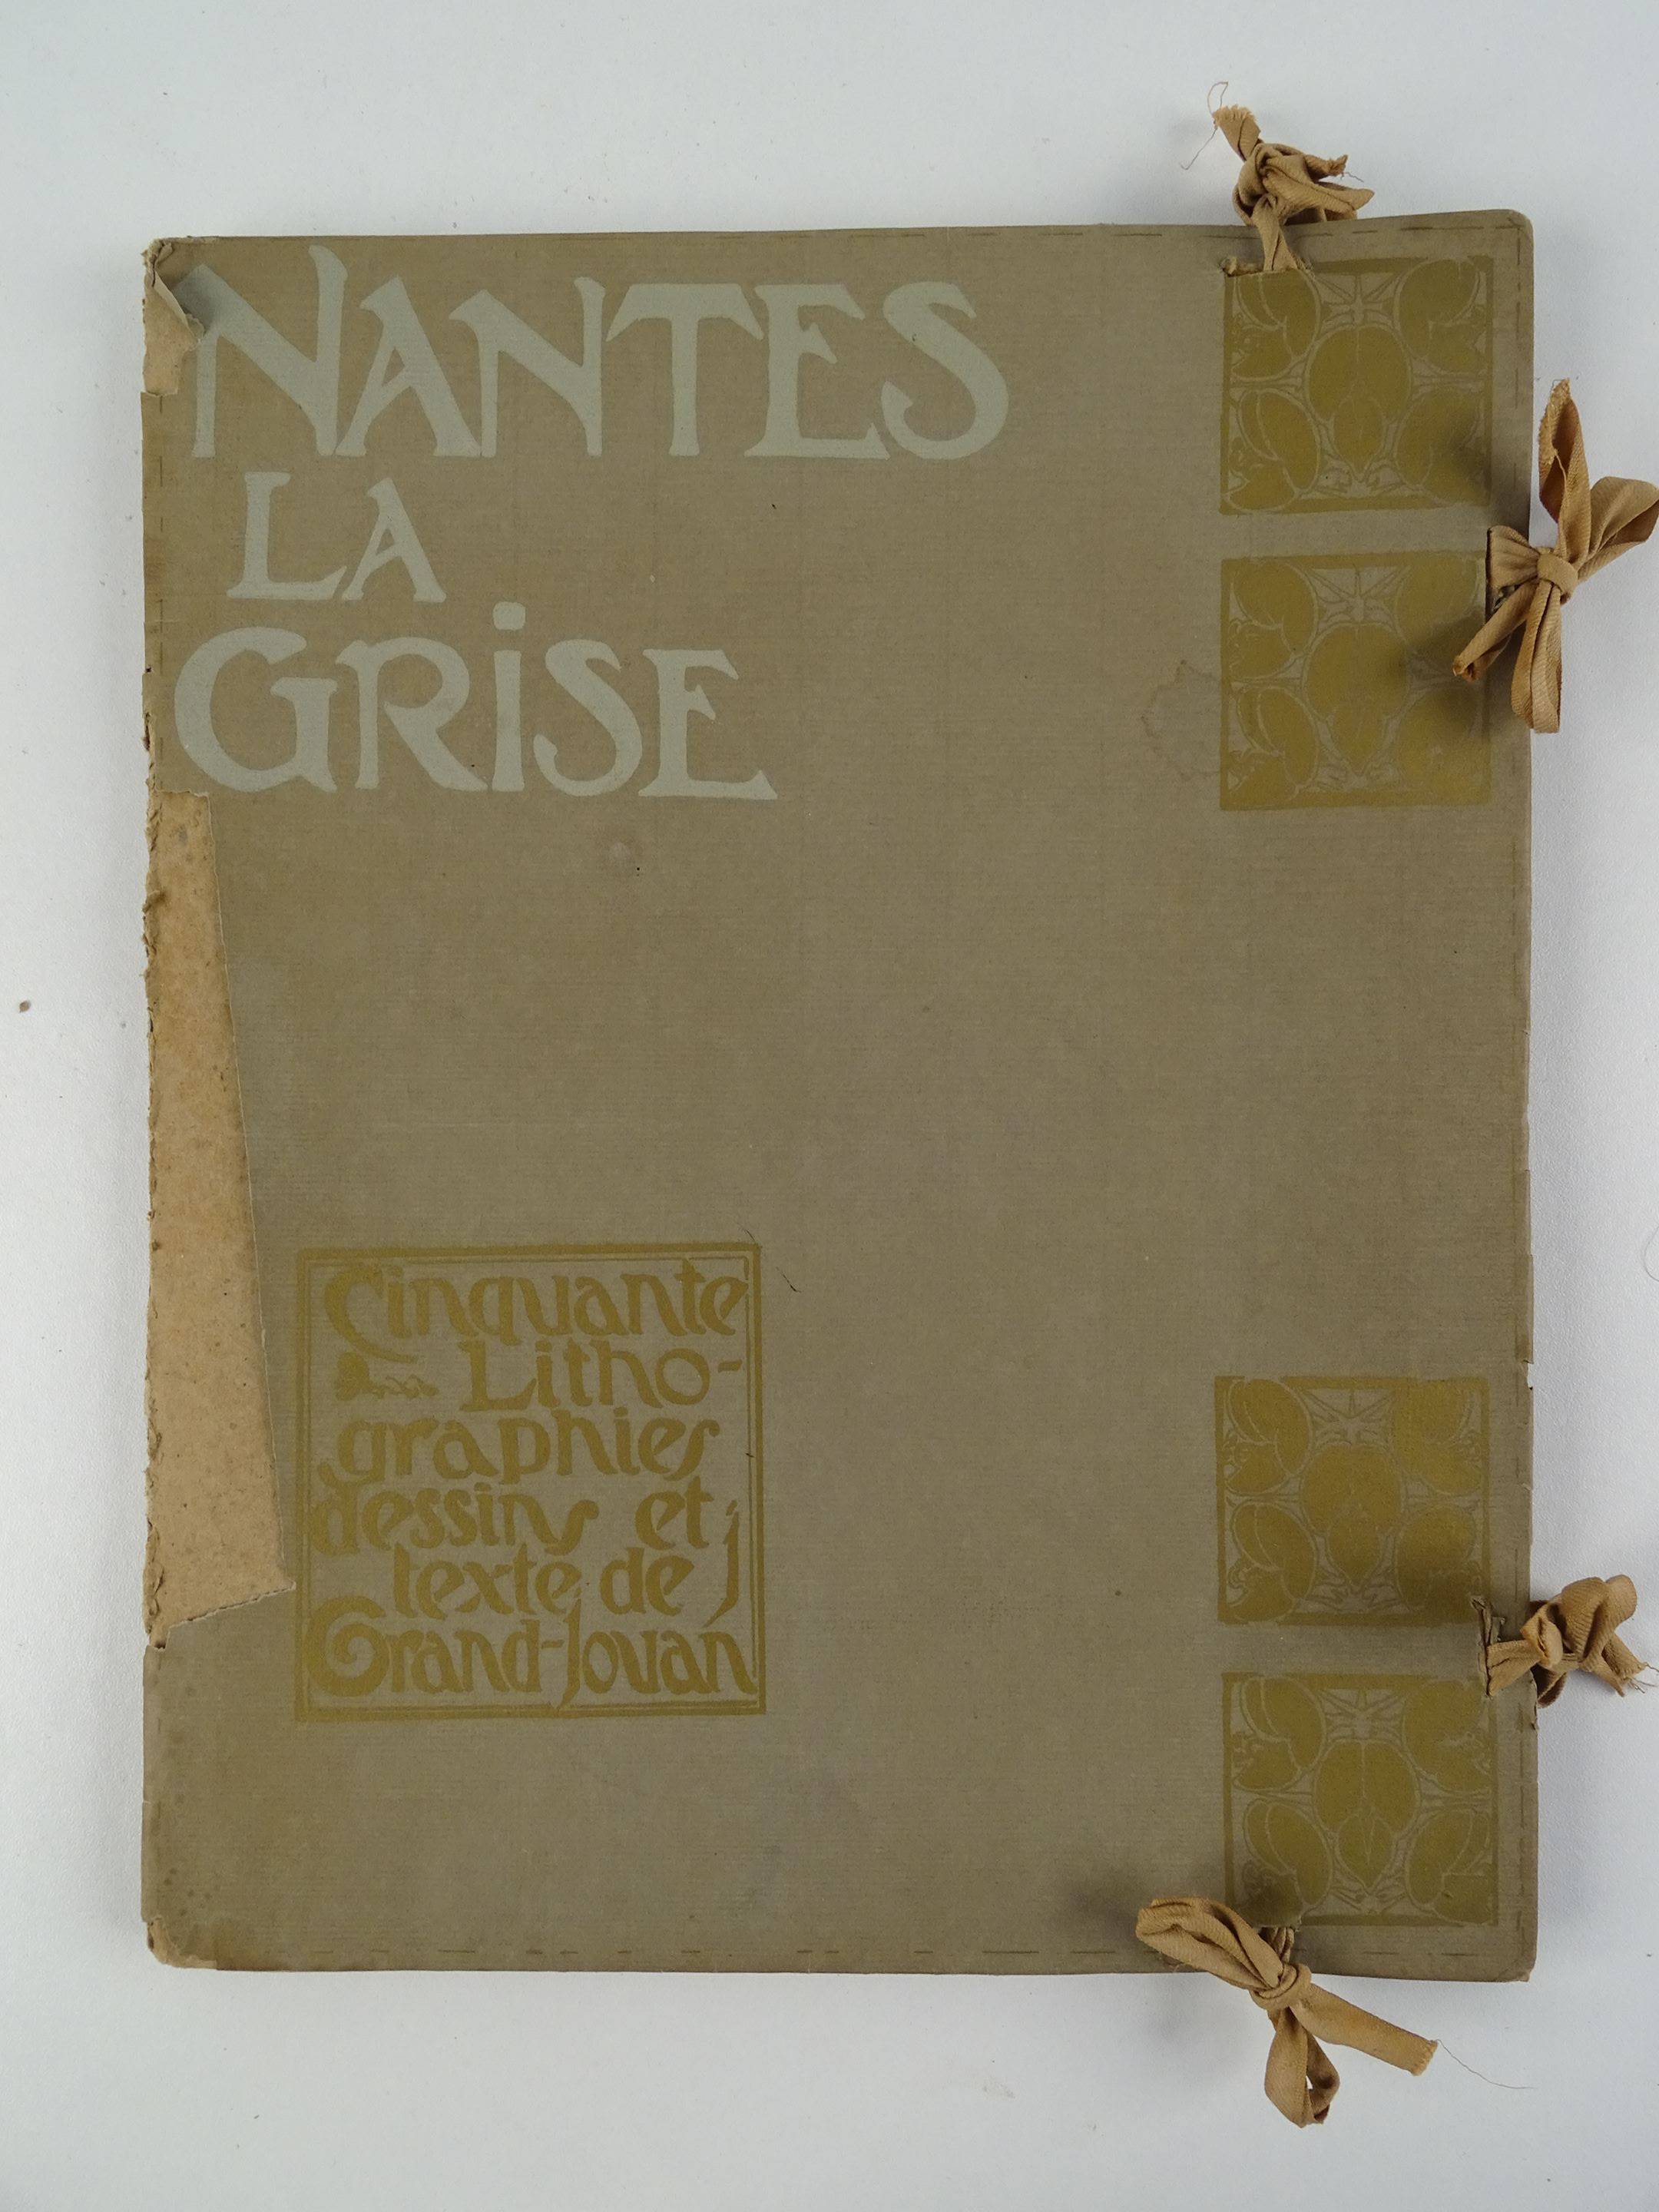 NANTES
LA
GRiSE
Cinquante
Litho-
graphies
dessins et
texte de J
Grand-Jouan